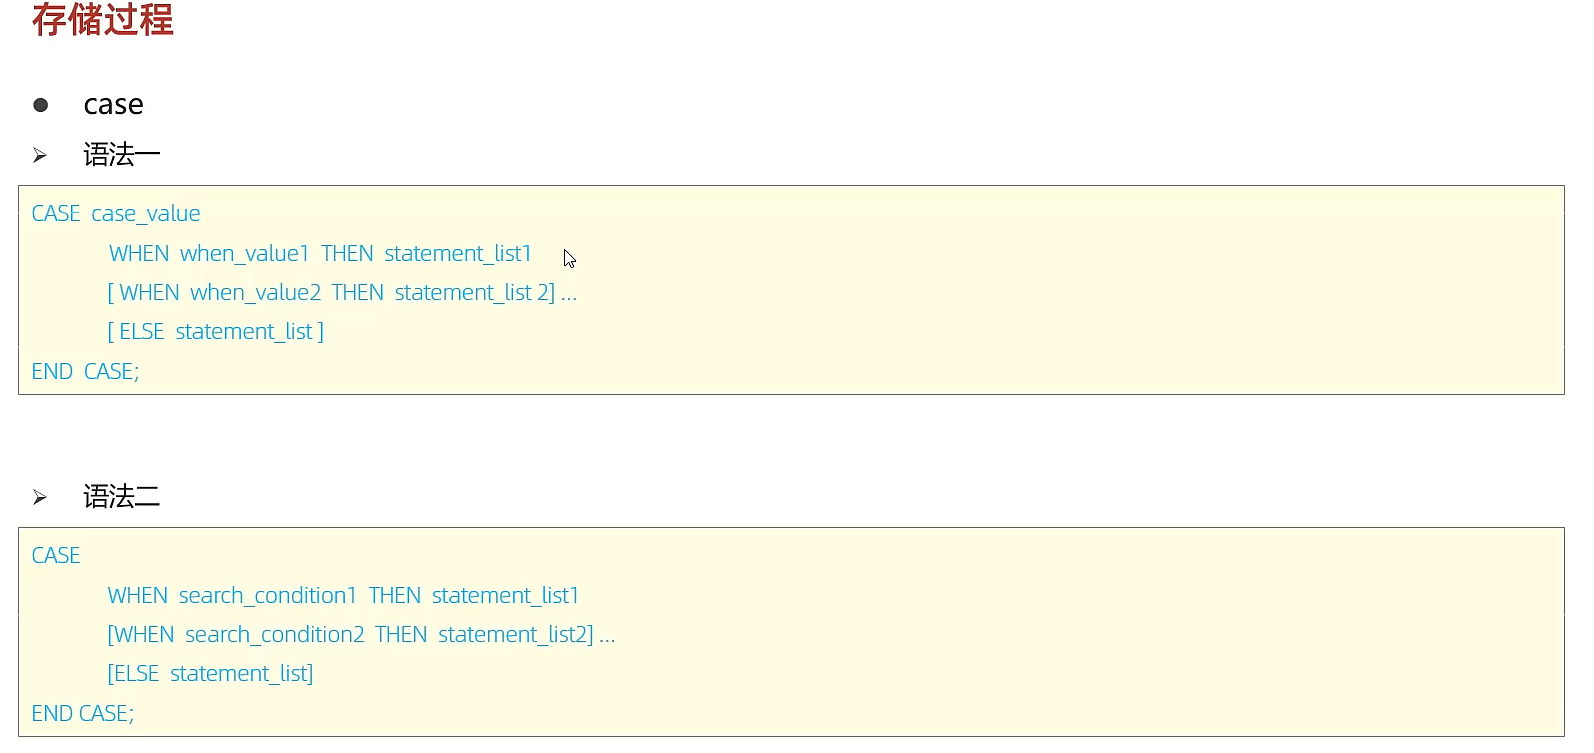 存储过程
case
语法一
CASE case_value
WHEN when_value1 THEN statement_list1
[ WHEN when_value2 THEN statement_list 2] ...
[ ELSE statement_list ]
END CASE;
语法二
CASE
WHEN search_condition1 THEN statement_list1
[WHEN search_condition2 THEN statement_list2] ...
[ELSE statement_list]
END CASE;